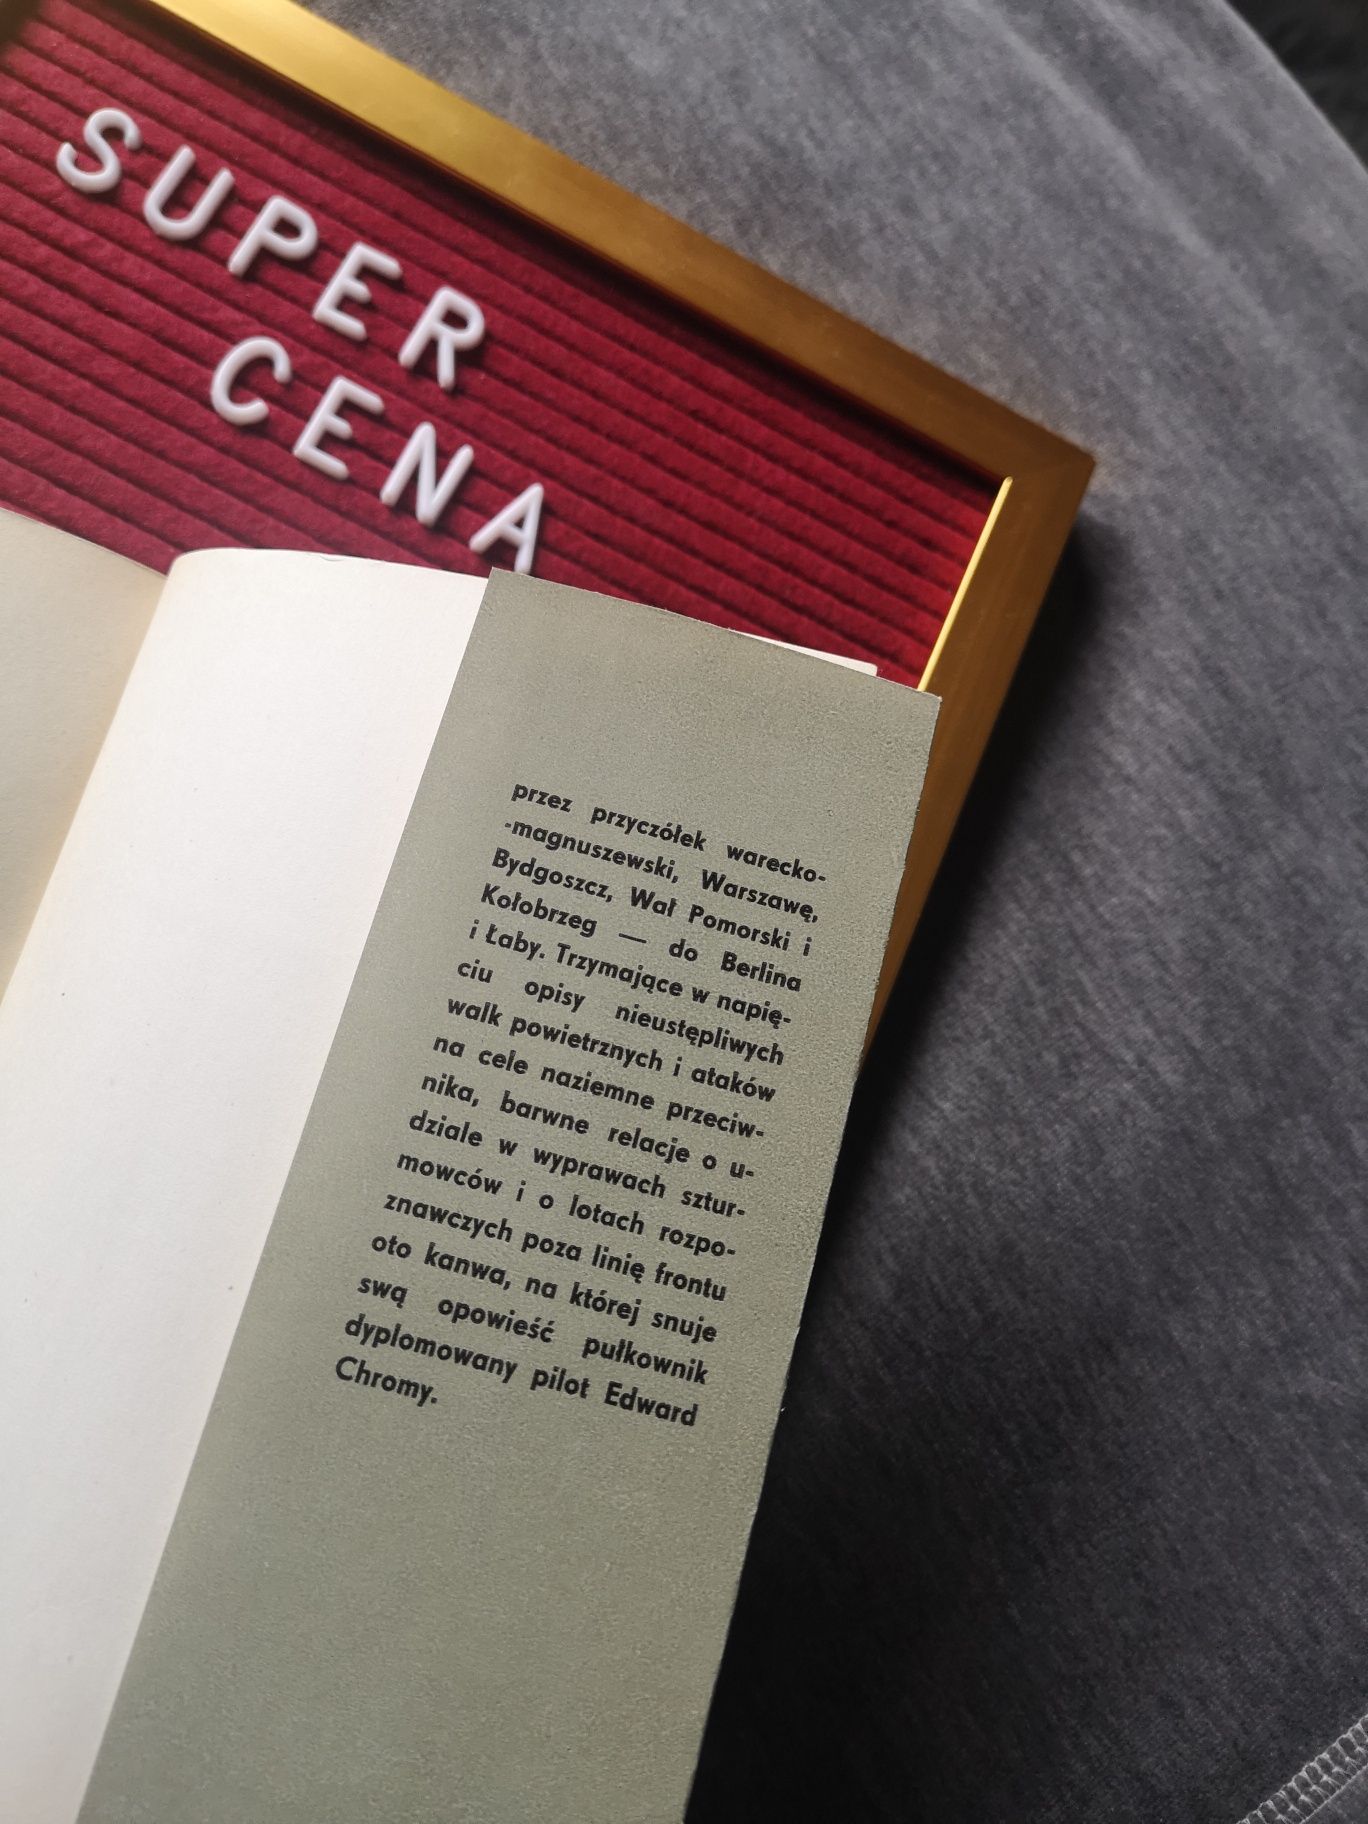 SUPER
CENA
przez przyczółek warecko-
-magnuszewski, Warszawę,
Bydgoszcz, Wał Pomorski i
Kołobrzeg — do Berlina
i Łaby. Trzymające w napię-
ciu opisy nieustępliwych
walk powietrznych i ataków
na cele naziemne przeciw-
nika, barwne relacje o u-
dziale w wyprawach sztur-
mowców i o lotach rozpo-
znawczych poza linię frontu
oto kanwa, na której snuje
swą opowieść pułkownik
dyplomowany pilot Edward
Chromy.